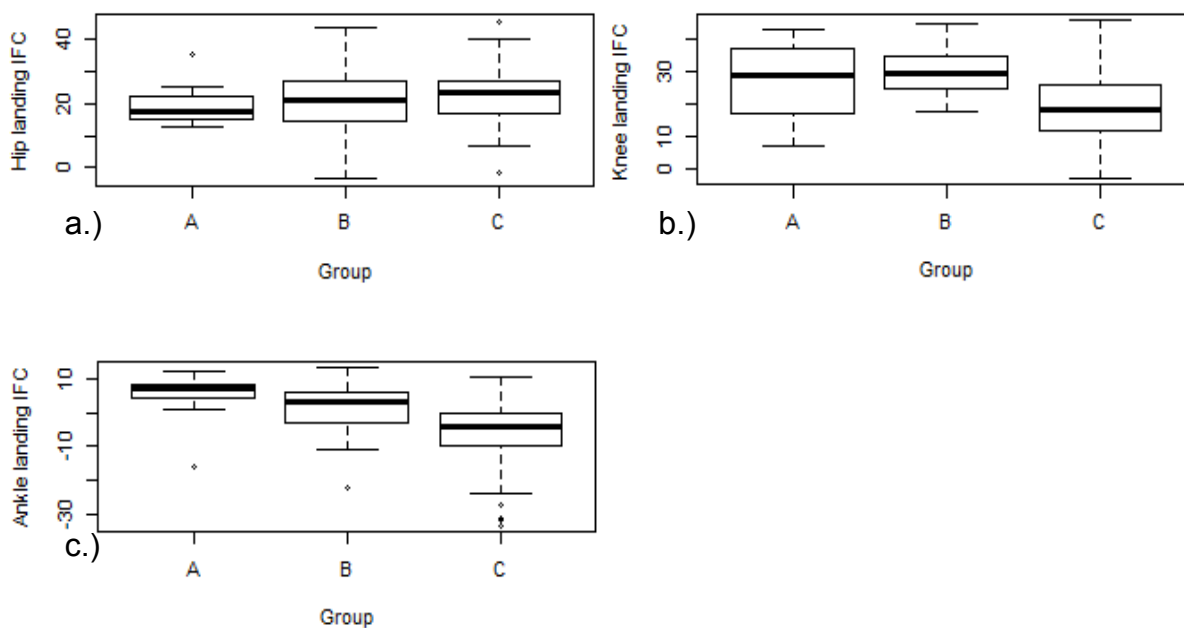 Hip landing IFC
40
20
0
a.)
A B C
Group
Knee landing IFC
30
10
0
b.)
A B C
Group
Ankle landing IFC
10
-10
-30
c.)
A B C
Group